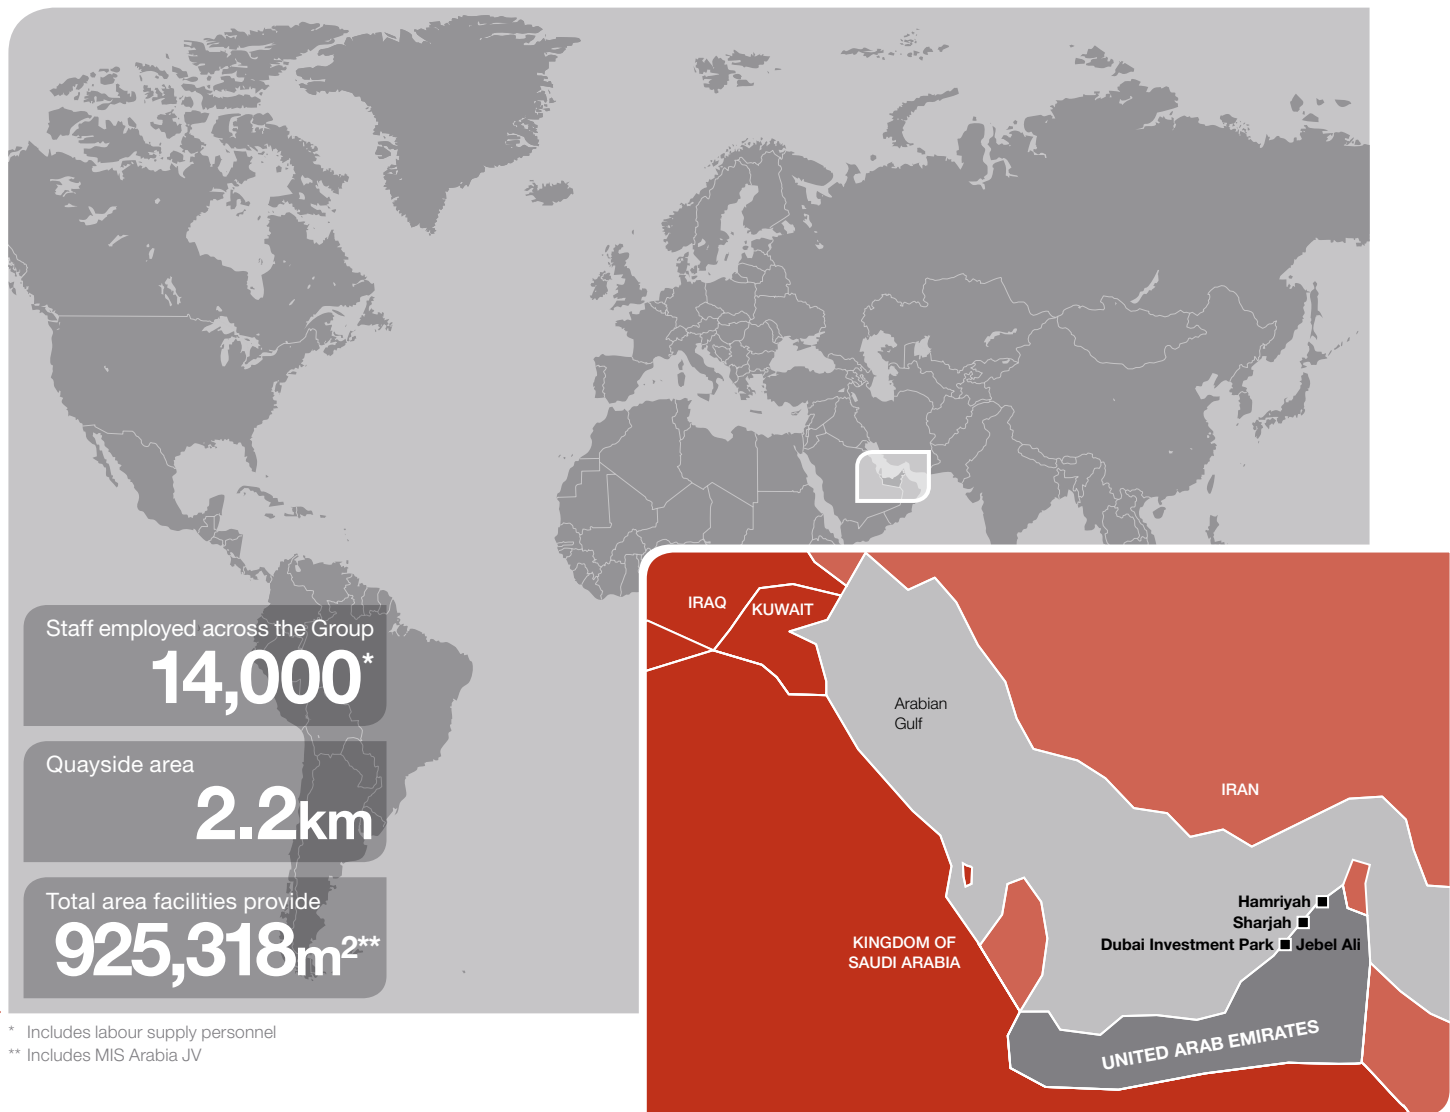 Staff employed across the Group
14,000*
Quayside area
2.2km
Total area facilities provide
925,318m2**
* Includes labour supply personnel
** Includes MIS Arabia JV
IRAQ
KUWAIT
Arabian
Gulf
IRAN
Hamriyah
Sharjah
Dubai Investment Park Jebel Ali
KINGDOM OF
SAUDI ARABIA
UNITED ARAB EMIRATES